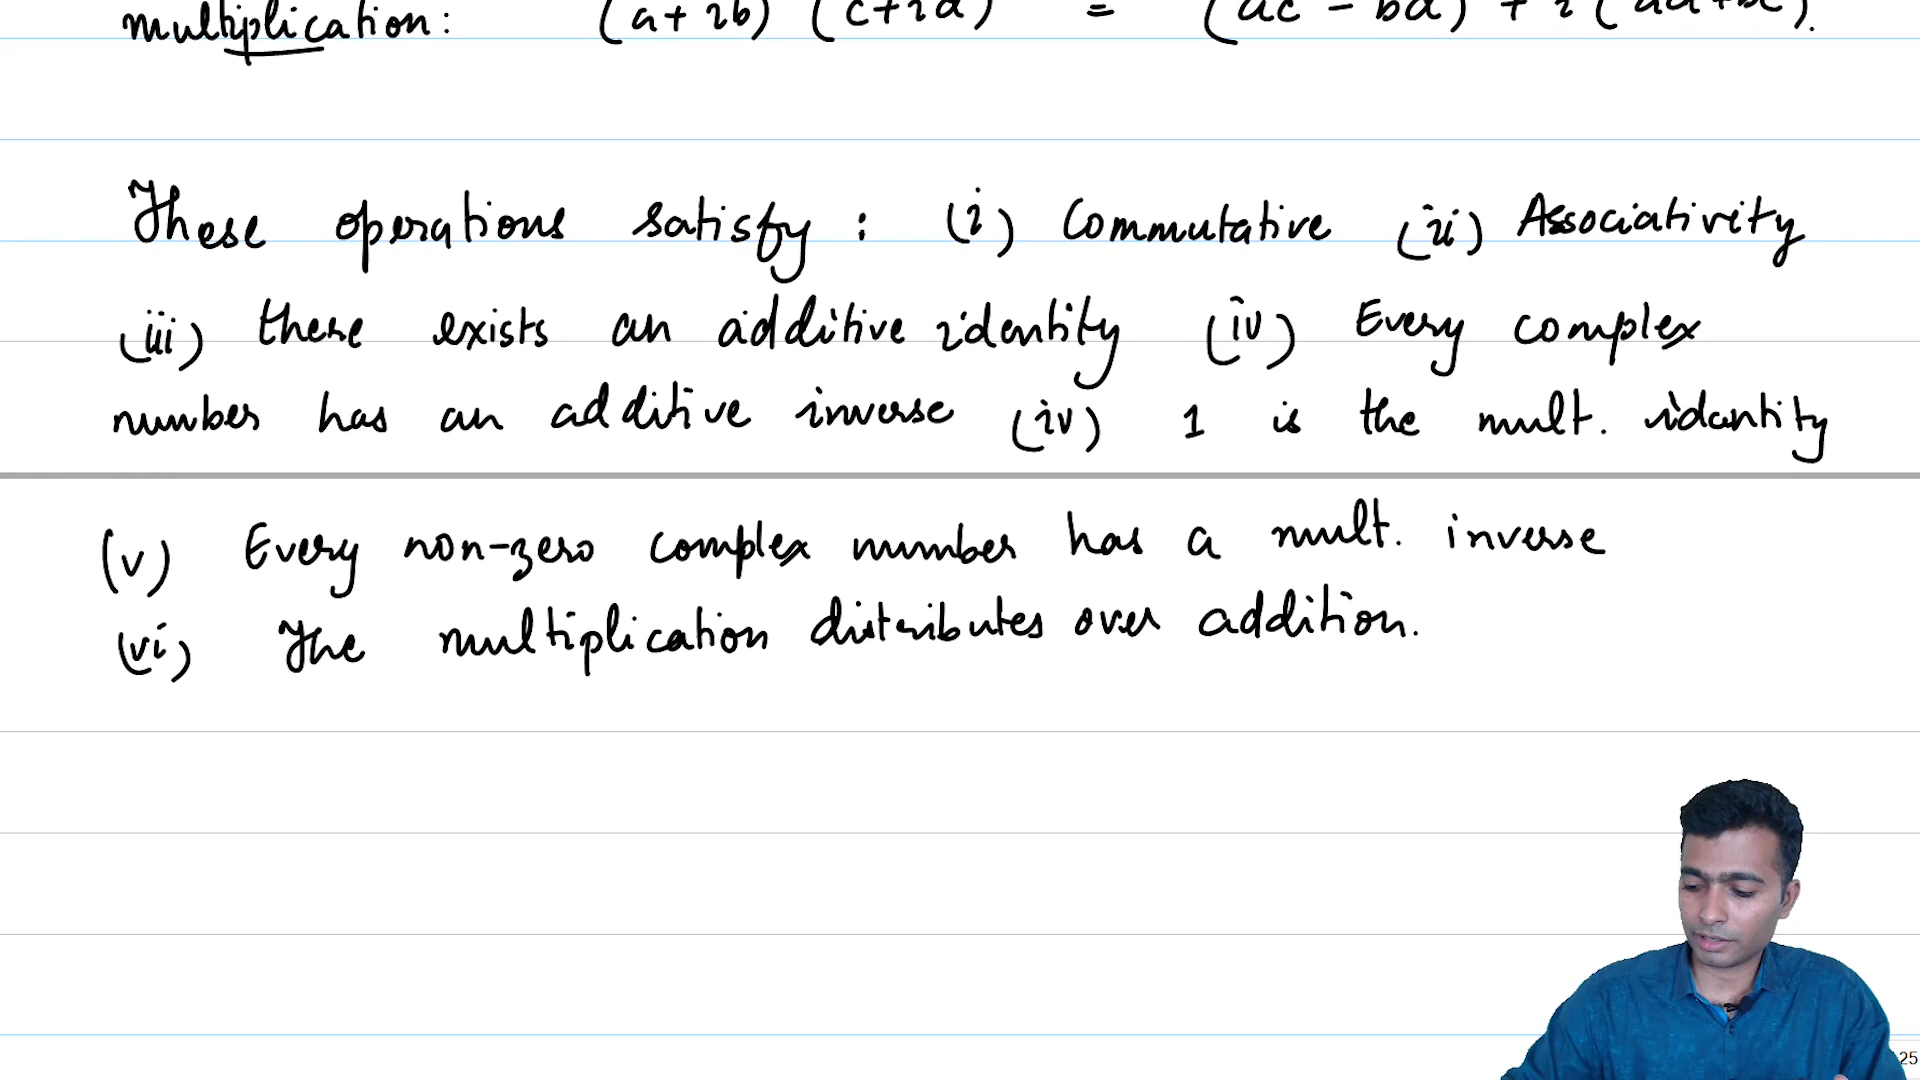 multiplication: (a+ib) (c+id) = (ac - bd) + i(ad+bc).
These operations satisfy : (i) Commutative (ii) Associativity
(iii) there exists an additive identity (iv) Every complex
number has an additive inverse (iv) 1 is the mult. identity
(v) Every non-zero complex number has a mult. inverse
(vi) The multiplication distributes over addition.
25